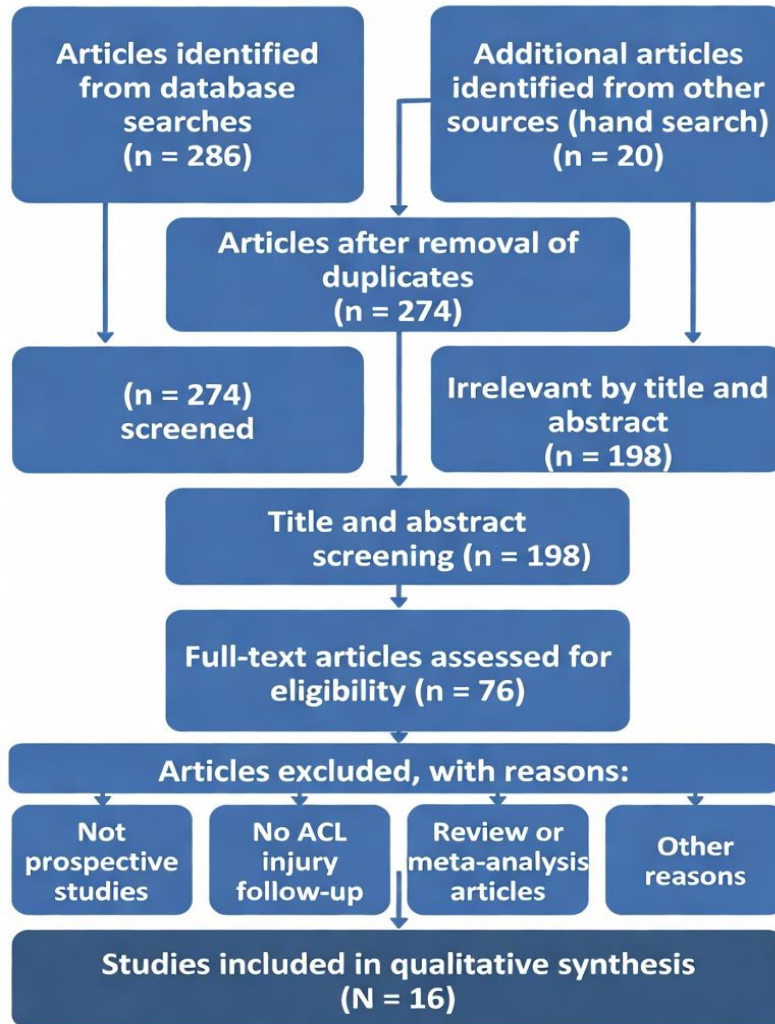 Articles identified
from database
searches
(n = 286)
Additional articles
identified from other
sources (hand search)
(n = 20)
Articles after removal of
duplicates
(n = 274)
(n = 274)
screened
Irrelevant by title and
abstract
(n = 198)
Title and abstract
screening (n = 198)
Full-text articles assessed for
eligibility (n = 76)
Articles excluded, with reasons:
Not
prospective
studies
No ACL
injury
follow-up
Review or
meta-analysis
articles
Other
reasons
Studies included in qualitative synthesis
(N = 16)